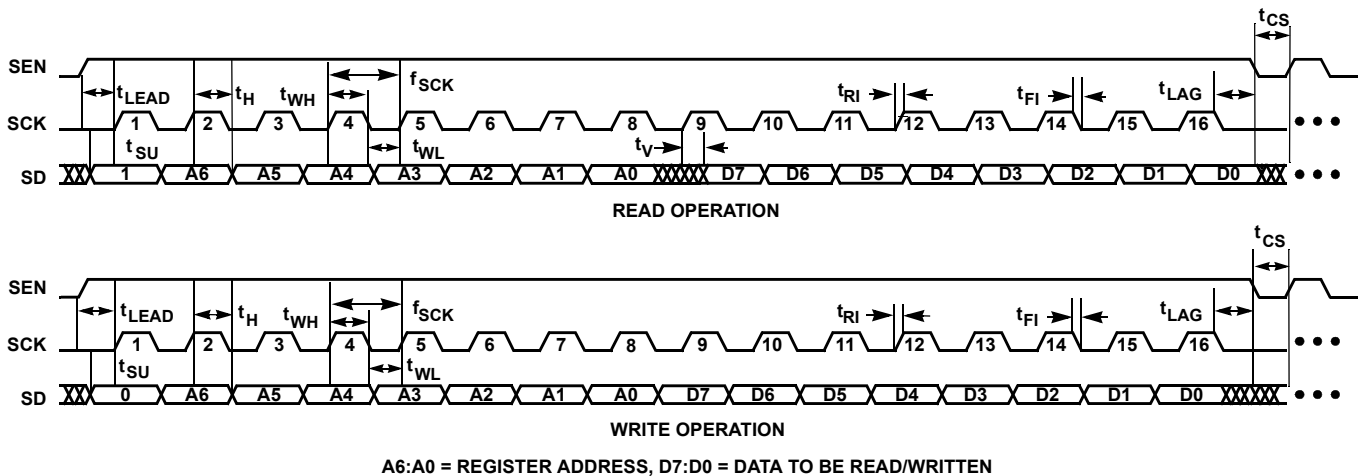 tCS
SEN
tLEAD tH tWH fSCK tRI tFI tLAG
SCK 1 2 3 4 5 6 7 8 9 10 11 12 13 14 15 16 •••
tSU tWL tV
SD 1 A6 A5 A4 A3 A2 A1 A0 D7 D6 D5 D4 D3 D2 D1 D0 •••
READ OPERATION
tCS
SEN
tLEAD tH tWH fSCK tRI tFI tLAG
SCK 1 2 3 4 5 6 7 8 9 10 11 12 13 14 15 16 •••
tSU tWL
SD 0 A6 A5 A4 A3 A2 A1 A0 D7 D6 D5 D4 D3 D2 D1 D0 •••
WRITE OPERATION
A6:A0 = REGISTER ADDRESS, D7:D0 = DATA TO BE READ/WRITTEN